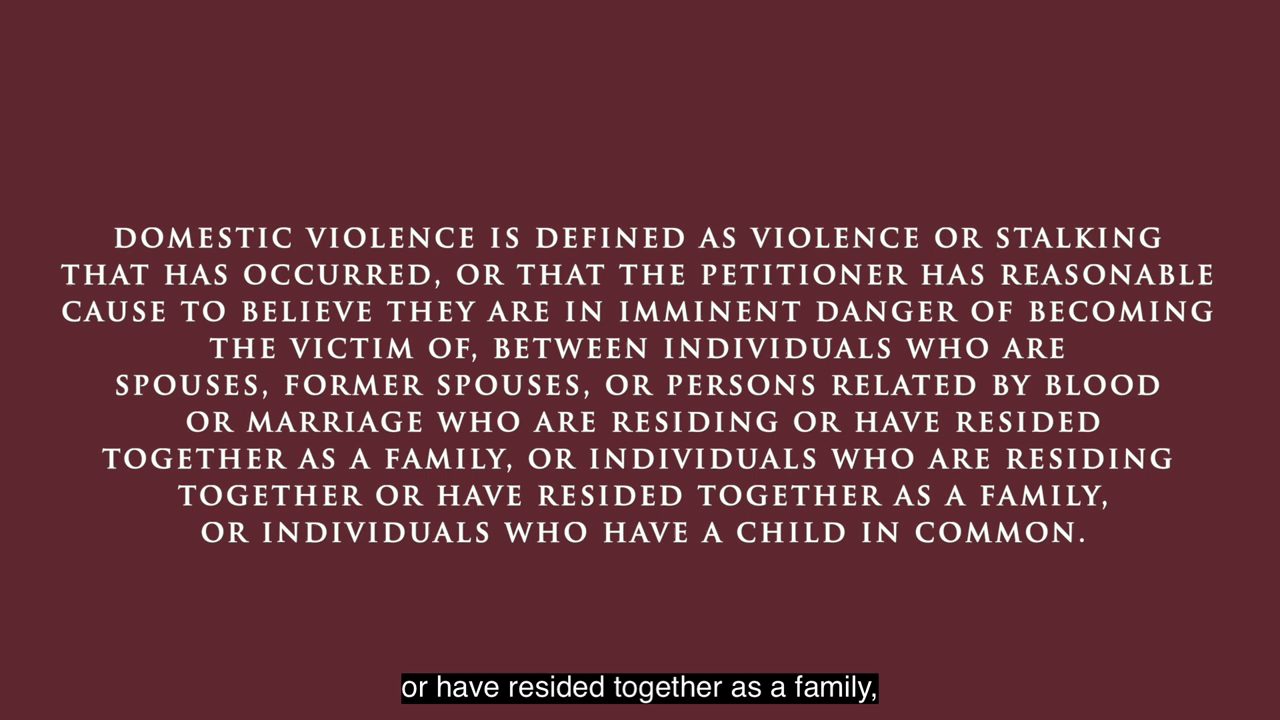 DOMESTIC VIOLENCE IS DEFINED AS VIOLENCE OR STALKING
THAT HAS OCCURRED, OR THAT THE PETITIONER HAS REASONABLE
CAUSE TO BELIEVE THEY ARE IN IMMINENT DANGER OF BECOMING
THE VICTIM OF, BETWEEN INDIVIDUALS WHO ARE
SPOUSES, FORMER SPOUSES, OR PERSONS RELATED BY BLOOD
OR MARRIAGE WHO ARE RESIDING OR HAVE RESIDED
TOGETHER AS A FAMILY, OR INDIVIDUALS WHO ARE RESIDING
TOGETHER OR HAVE RESIDED TOGETHER AS A FAMILY,
OR INDIVIDUALS WHO HAVE A CHILD IN COMMON.
or have resided together as a family,